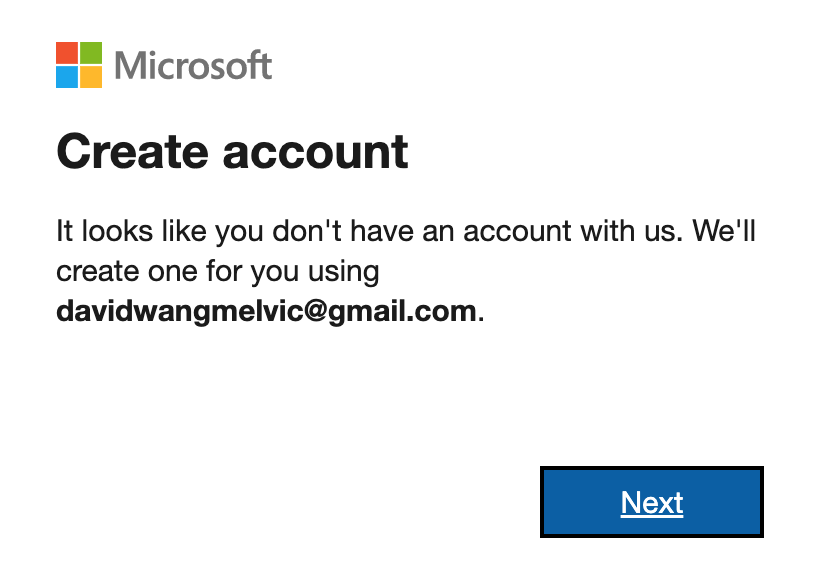 Microsoft
Create account
It looks like you don't have an account with us. We'll
create one for you using
davidwangmelvic@gmail.com.
Next